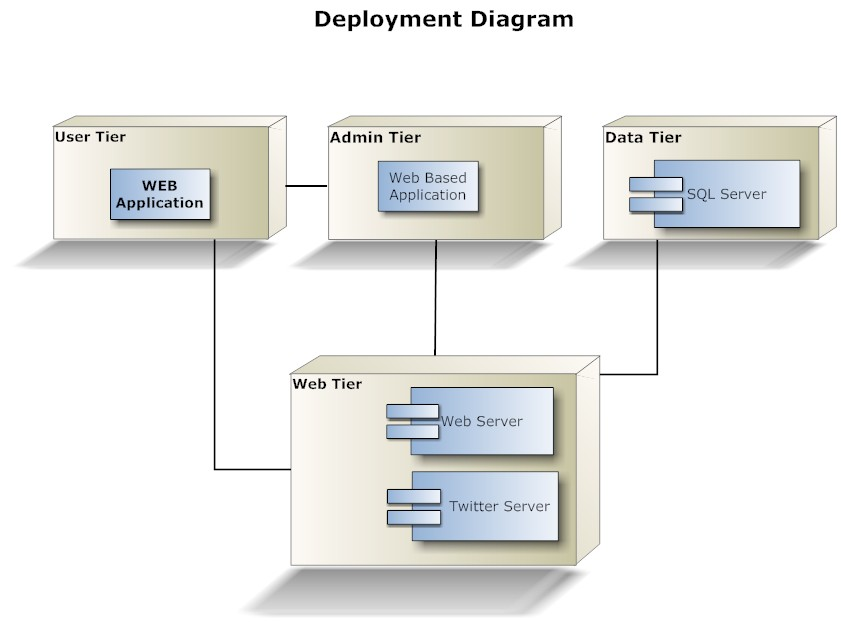 Deployment Diagram
User Tier
WEB
Application
Admin Tier
Web Based
Application
Data Tier
SQL Server
Web Tier
Web Server
Twitter Server